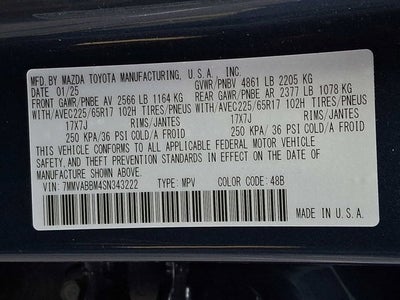 MFD. BY MAZDA TOYOTA MANUFACTURING, U.S.A., INC.
DATE 01/25 GVWR/PNBV 4861 LB 2205 KG
FRONT GAWR/PNBE AV 2566 LB 1164 KG REAR GAWR/PNBE AR 2377 LB 1078 KG
WITH/AVEC225/65R17 102H TIRES/PNEUS WITH/AVEC225/65R17 102H TIRES/PNEUS
17X7J RIMS/JANTES 17X7J RIMS/JANTES
250 KPA/ 36 PSI COLD/A FROID 250 KPA/ 36 PSI COLD/A FROID
THIS VEHICLE CONFORMS TO ALL APPLICABLE FEDERAL MOTOR VEHICLE
SAFETY,BUMPER,AND THEFT PREVENTION STANDARDS IN EFFECT ON THE DATE OF
MANUFACTURE SHOWN ABOVE.
VIN: 7MMVABBM4SN343222 TYPE: MPV COLOR CODE: 48B
MADE IN U.S.A.